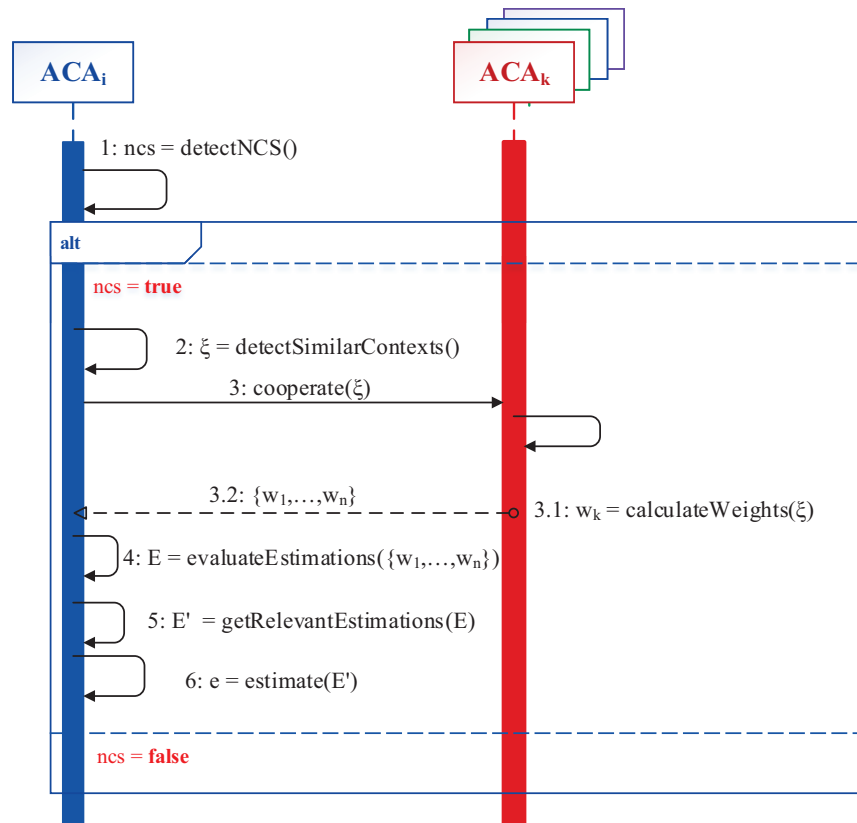 ACAi
ACAk
1: ncs = detectNCS()
alt
ncs = true
2: ξ = detectSimilarContexts()
3: cooperate(ξ)
3.2: {w1,…,wn}
3.1: wk = calculateWeights(ξ)
4: E = evaluateEstimations({w1,…,wn})
5: E' = getRelevantEstimations(E)
6: e = estimate(E')
ncs = false